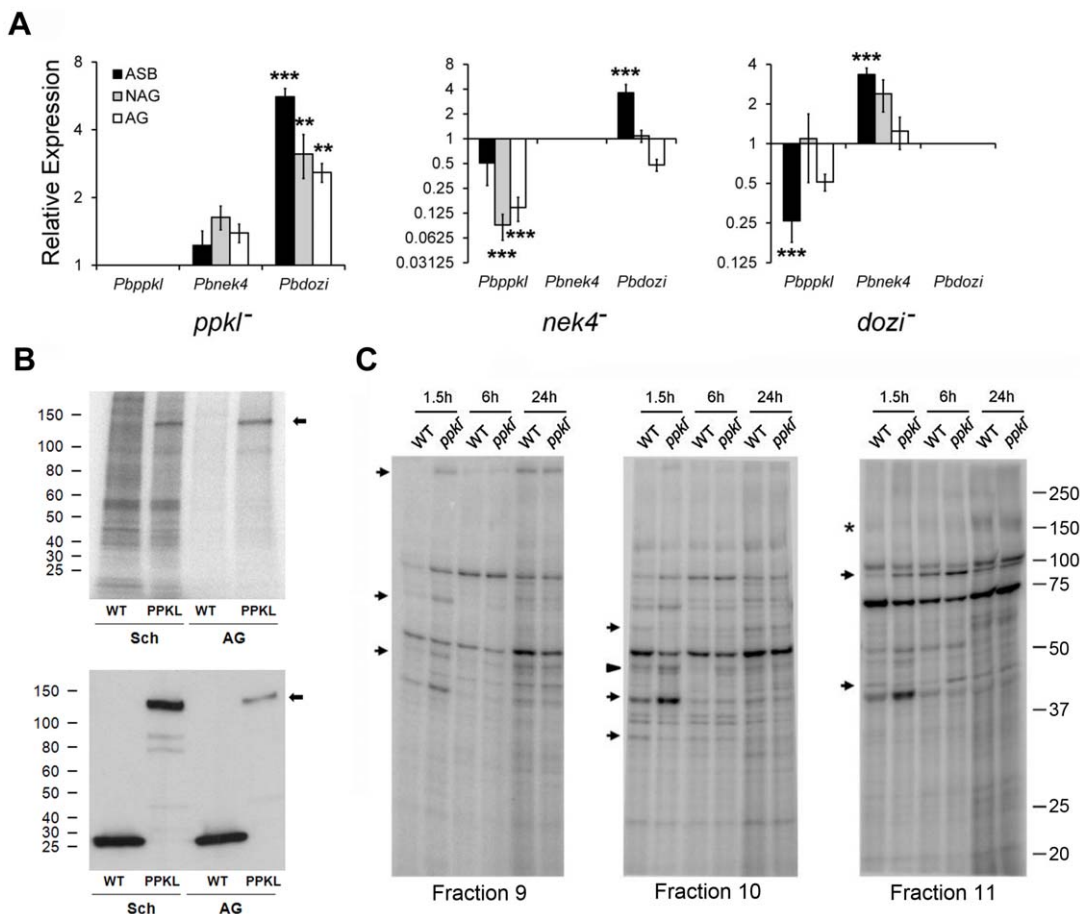 A
Relative Expression
8
4
2
1
ASB
NAG
AG
***
**
**
Pbppkl Pbnek4 Pbdozi
ppkl-
8
4
2
1
0.5
0.25
0.125
0.0625
0.03125
***
***
***
Pbppkl Pbnek4 Pbdozi
nek4-
4
2
1
0.5
0.25
0.125
***
***
Pbppkl Pbnek4 Pbdozi
dozi-
B
150
100
80
60
50
40
30
25
WT PPKL WT PPKL
Sch AG
150
100
80
60
50
40
30
25
WT PPKL WT PPKL
Sch AG
C
1.5h 6h 24h
WT ppkl- WT ppkl- WT ppkl-
Fraction 9
1.5h 6h 24h
WT ppkl- WT ppkl- WT ppkl-
Fraction 10
1.5h 6h 24h
WT ppkl- WT ppkl- WT ppkl-
*
250
150
100
75
50
37
25
20
Fraction 11